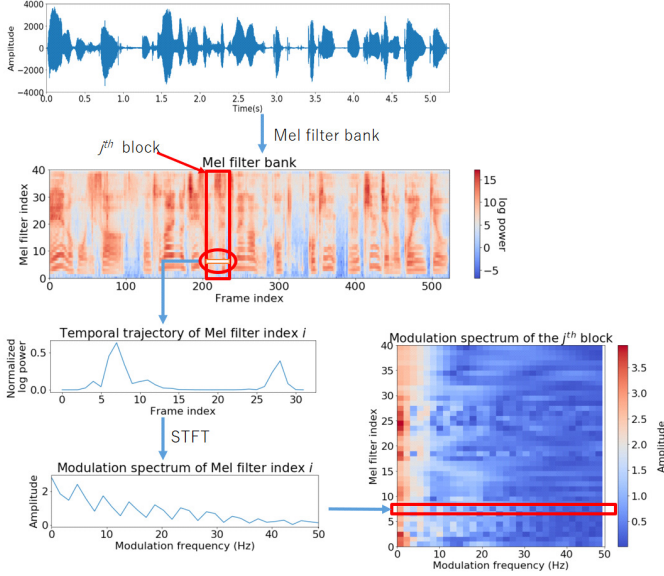 4000
2000
0
−2000
−4000
Amplitude
0.0 0.5 1.0 1.5 2.0 2.5 3.0 3.5 4.0 4.5 5.0
Time(s)
Mel filter bank
jth block
Mel filter bank
40
30
20
10
0
Mel filter index
0 100 200 300 400 500
Frame index
15
10
5
0
−5
log power
Temporal trajectory of Mel filter index i
0.5
0.0
Normalized
log power
0 5 10 15 20 25 30
Frame index
STFT
Modulation spectrum of Mel filter index i
2
0
Amplitude
0 10 20 30 40 50
Modulation frequency (Hz)
Modulation spectrum of the jth block
40
35
30
25
20
15
10
5
0
Mel filter index
0 10 20 30 40 50
Modulation frequency (Hz)
3.5
3.0
2.5
2.0
1.5
1.0
0.5
Amplitude